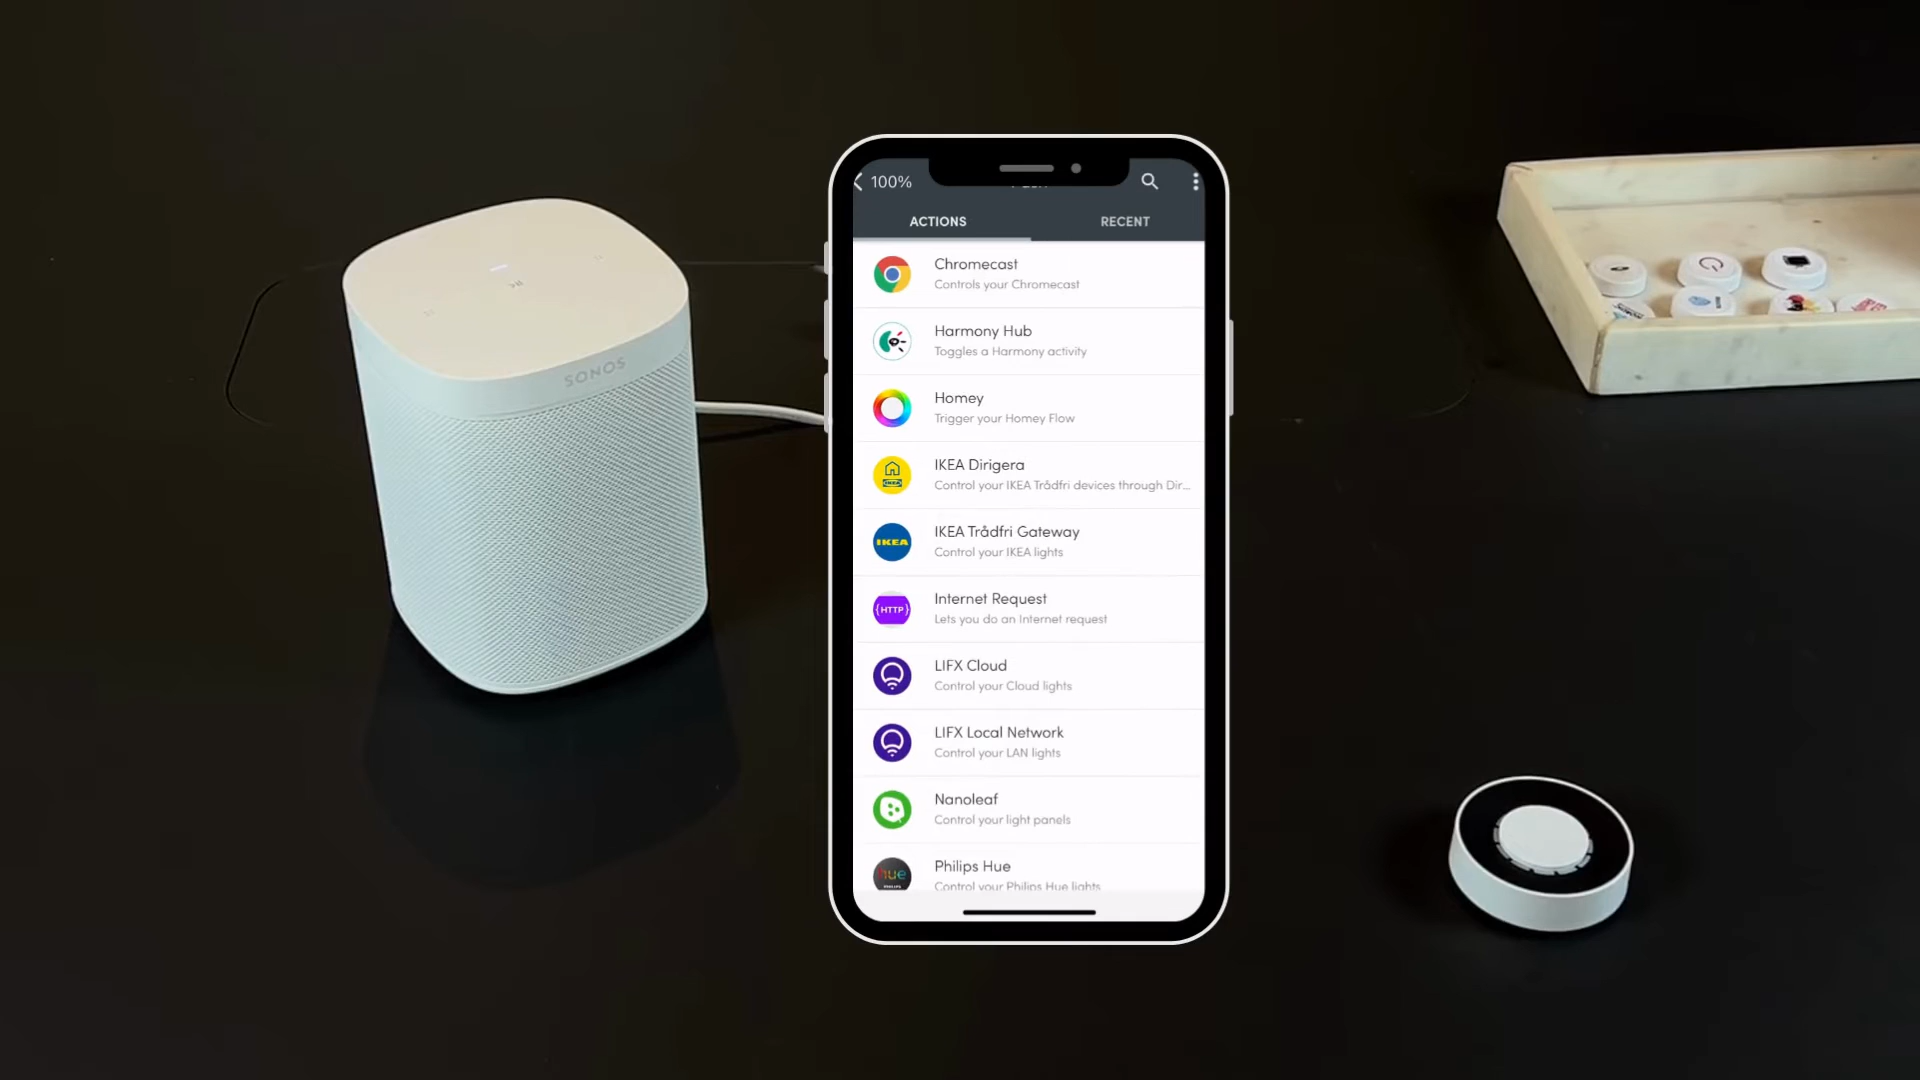 SONOS
100%
ACTIONS
RECENT
Chromecast
Controls your Chromecast
Harmony Hub
Toggles a Harmony activity
Homey
Trigger your Homey Flow
IKEA Dirigera
Control your IKEA Trådfri devices through Dir...
IKEA
IKEA Trådfri Gateway
Control your IKEA lights
IKEA
Internet Request
Lets you do an Internet request
{HTTP}
LIFX Cloud
Control your Cloud lights
LIFX Local Network
Control your LAN lights
Nanoleaf
Control your light panels
Philips Hue
Control your Philips Hue lights
hue